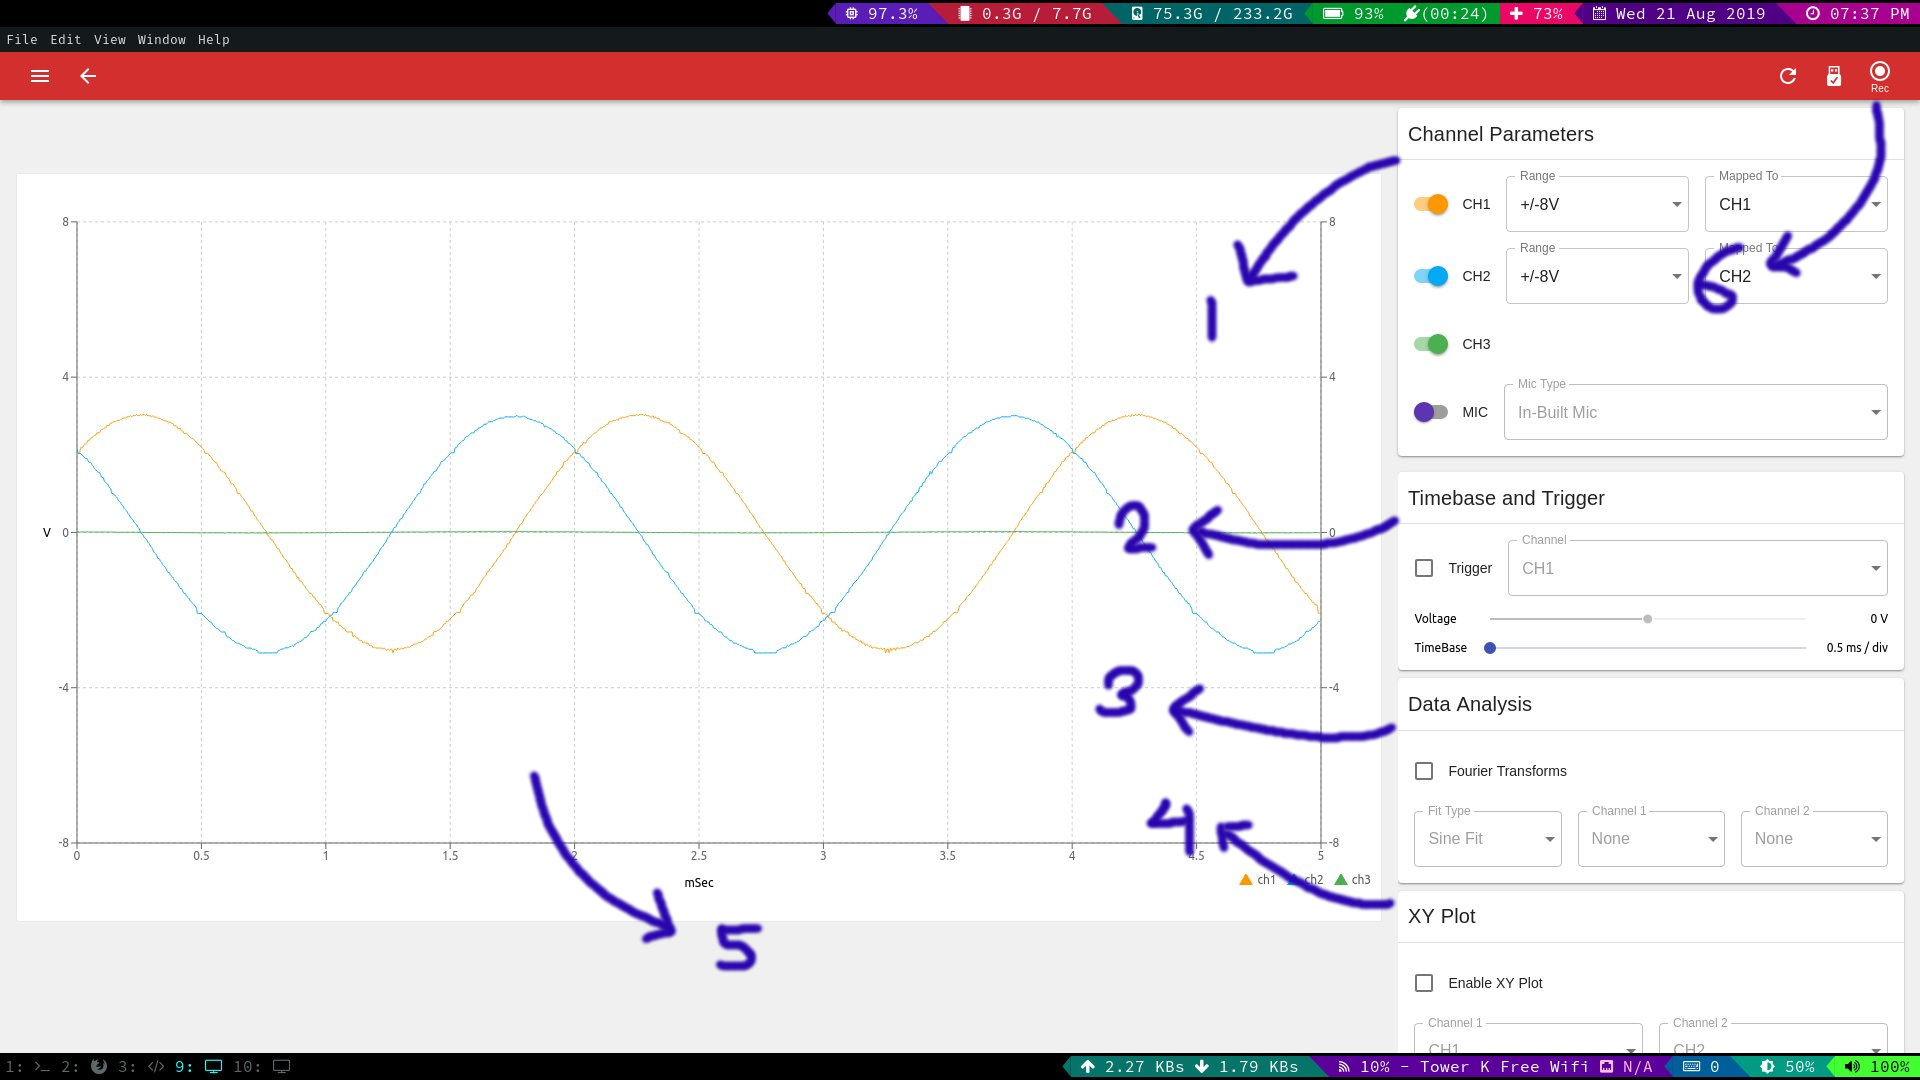 97.3% 0.3G / 7.7G 75.3G / 233.2G 93% (00:24) 73% Wed 21 Aug 2019 07:37 PM
File Edit View Window Help
Rec
8
4
0
-4
-8
V
8
4
0
-4
-8
0 0.5 1 1.5 2 2.5 3 3.5 4 4.5 5
mSec
ch1 ch2 ch3
1
2
3
4
5
6
Channel Parameters
Range Mapped To
CH1 +/-8V CH1
Range Mapped To
CH2 +/-8V CH2
CH3
Mic Type
MIC In-Built Mic
Timebase and Trigger
Channel
Trigger CH1
Voltage 0 V
TimeBase 0.5 ms / div
Data Analysis
Fourier Transforms
Fit Type Channel 1 Channel 2
Sine Fit None None
XY Plot
Enable XY Plot
Channel 1 Channel 2
CH1 CH2
1: 2: 3: 9: 10: 2.27 KBs 1.79 KBs 10% - Tower K Free Wifi N/A 0 50% 100%